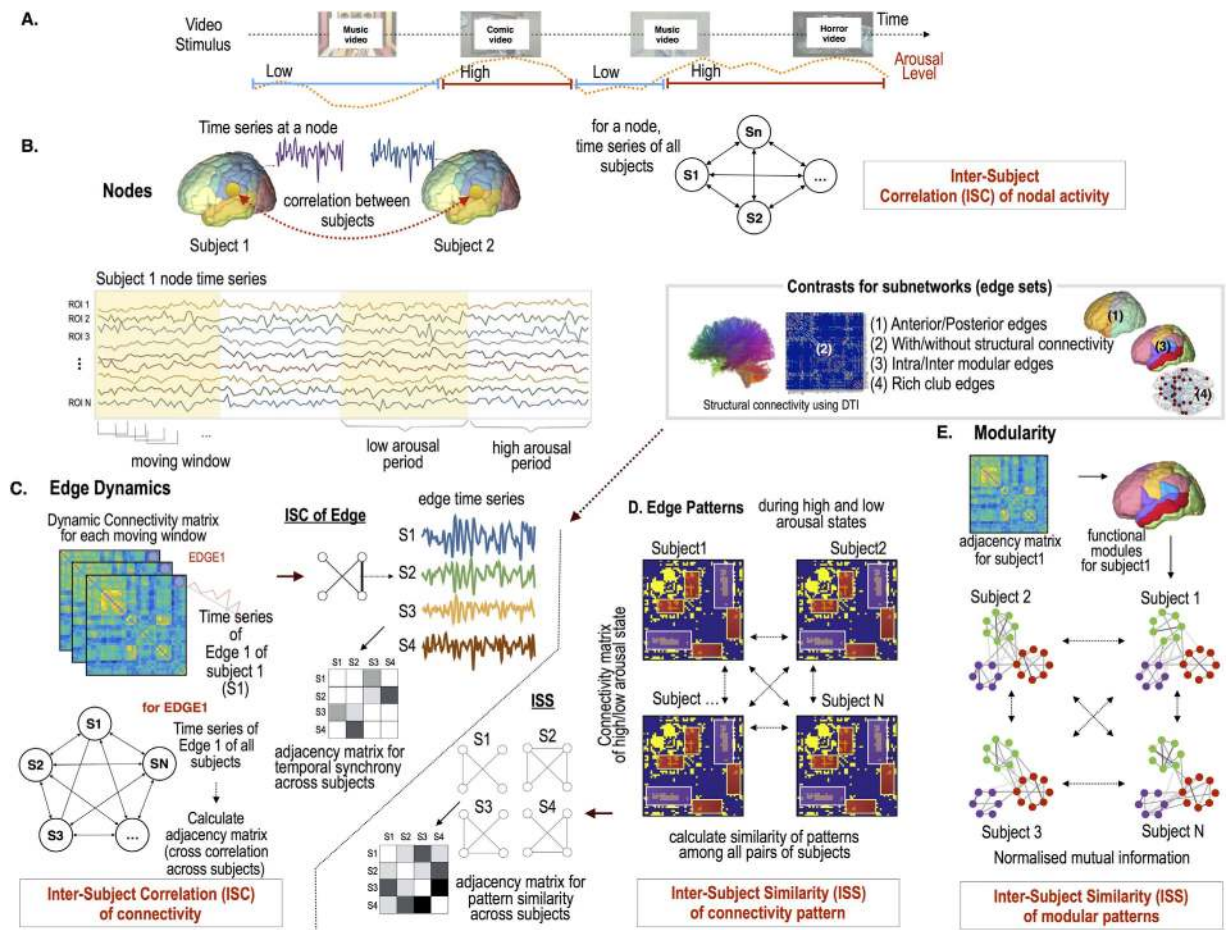 A.
Video
Stimulus
Music
video
Comic
video
Music
video
Horror
video
Time
Arousal
Level
Low
High
Low
High
B.
Time series at a node
Nodes
correlation between
subjects
Subject 1
Subject 2
for a node,
time series of all
subjects
Sn
S1
...
S2
Inter-Subject
Correlation (ISC) of nodal activity
Subject 1 node time series
ROI 1
ROI 2
ROI 3
ROI N
...
moving window
low arousal
period
high arousal
period
Contrasts for subnetworks (edge sets)
(2)
(1) Anterior/Posterior edges
(2) With/without structural connectivity
(3) Intra/Inter modular edges
(4) Rich club edges
(1)
(3)
(4)
Structural connectivity using DTI
C. Edge Dynamics
Dynamic Connectivity matrix
for each moving window
EDGE1
Time series
of
Edge 1 of
subject 1
(S1)
ISC of Edge
edge time series
S1
S2
S3
S4
S1 S2 S3 S4
S1
S2
S3
S4
adjacency matrix for
temporal synchrony
across subjects
for EDGE1
Time series of
Edge 1 of all
subjects
S1
S2
SN
S3
...
Calculate
adjacency matrix
(cross correlation
across subjects)
Inter-Subject Correlation (ISC)
of connectivity
ISS
S1
S2
S3
S4
S1 S2 S3 S4
S1
S2
S3
S4
adjacency matrix for
pattern similarity
across subjects
D. Edge Patterns
during high and low
arousal states
Subject1
Subject2
Connectivity matrix
of high/low arousal state
Subject ...
Subject N
calculate similarity of patterns
among all pairs of subjects
Inter-Subject Similarity (ISS)
of connectivity pattern
E. Modularity
adjacency matrix
for subject1
functional
modules
for subject1
Subject 2
Subject 1
Subject 3
Subject N
Normalised mutual information
Inter-Subject Similarity (ISS)
of modular patterns